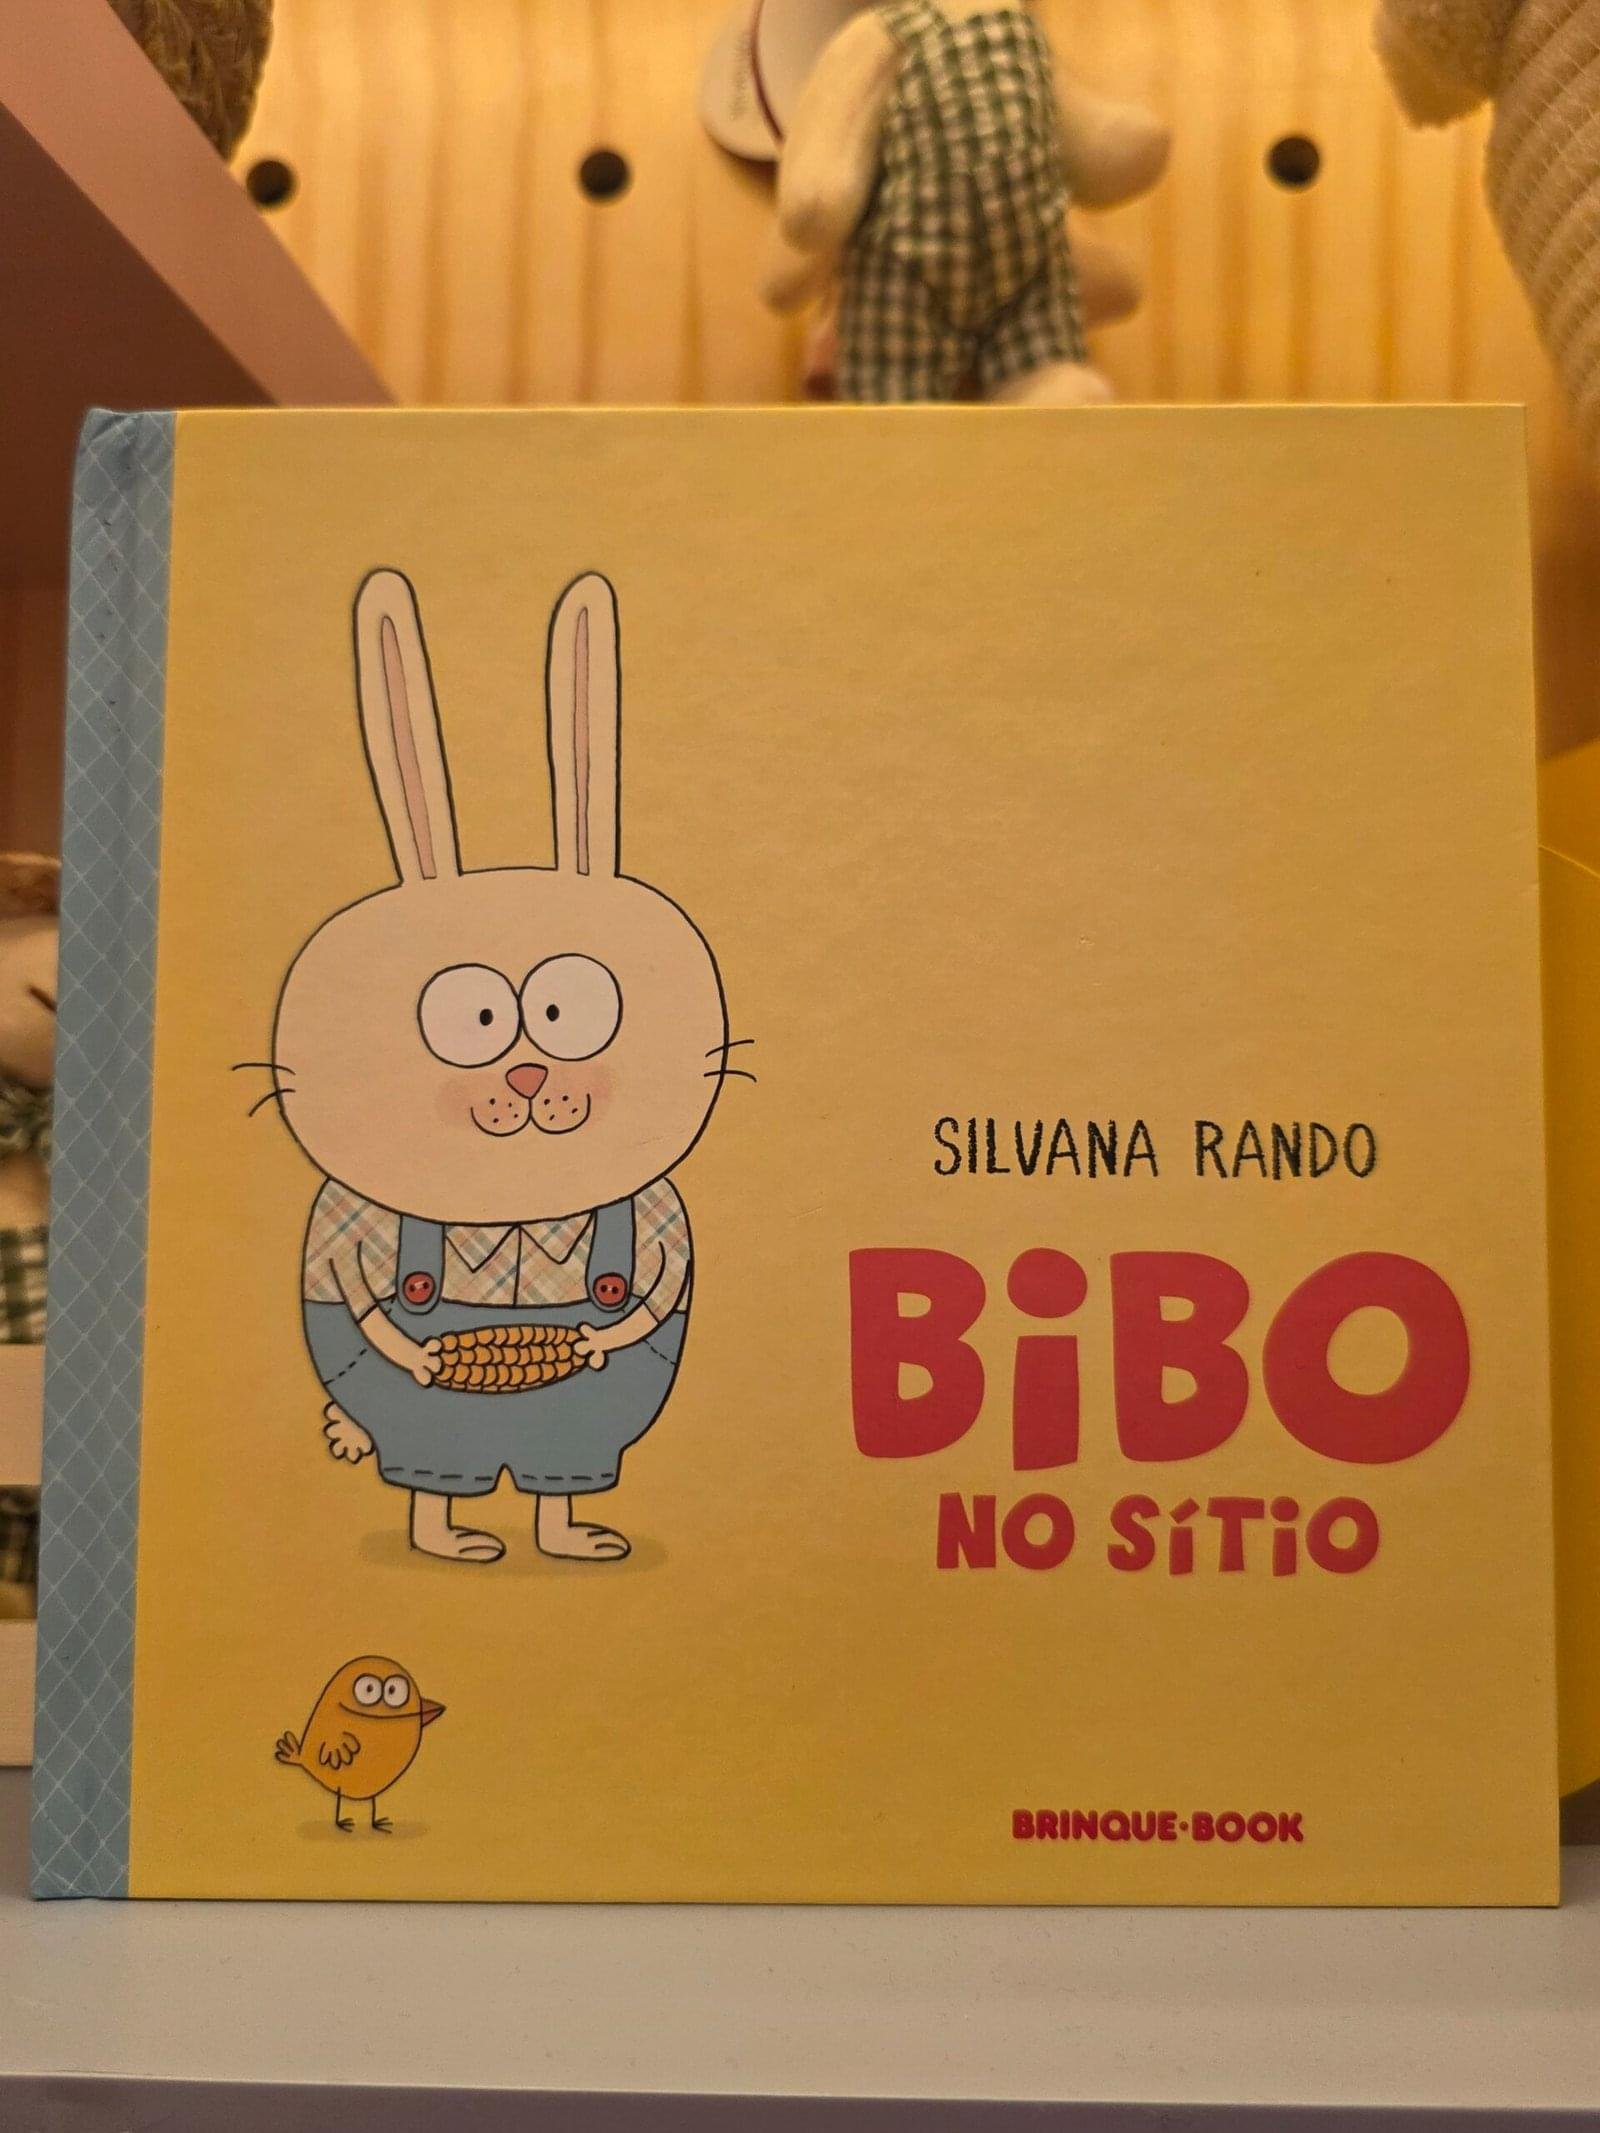 SILVANA RANDO
BiBO
NO SÍTiO
BRINQUE-BOOK